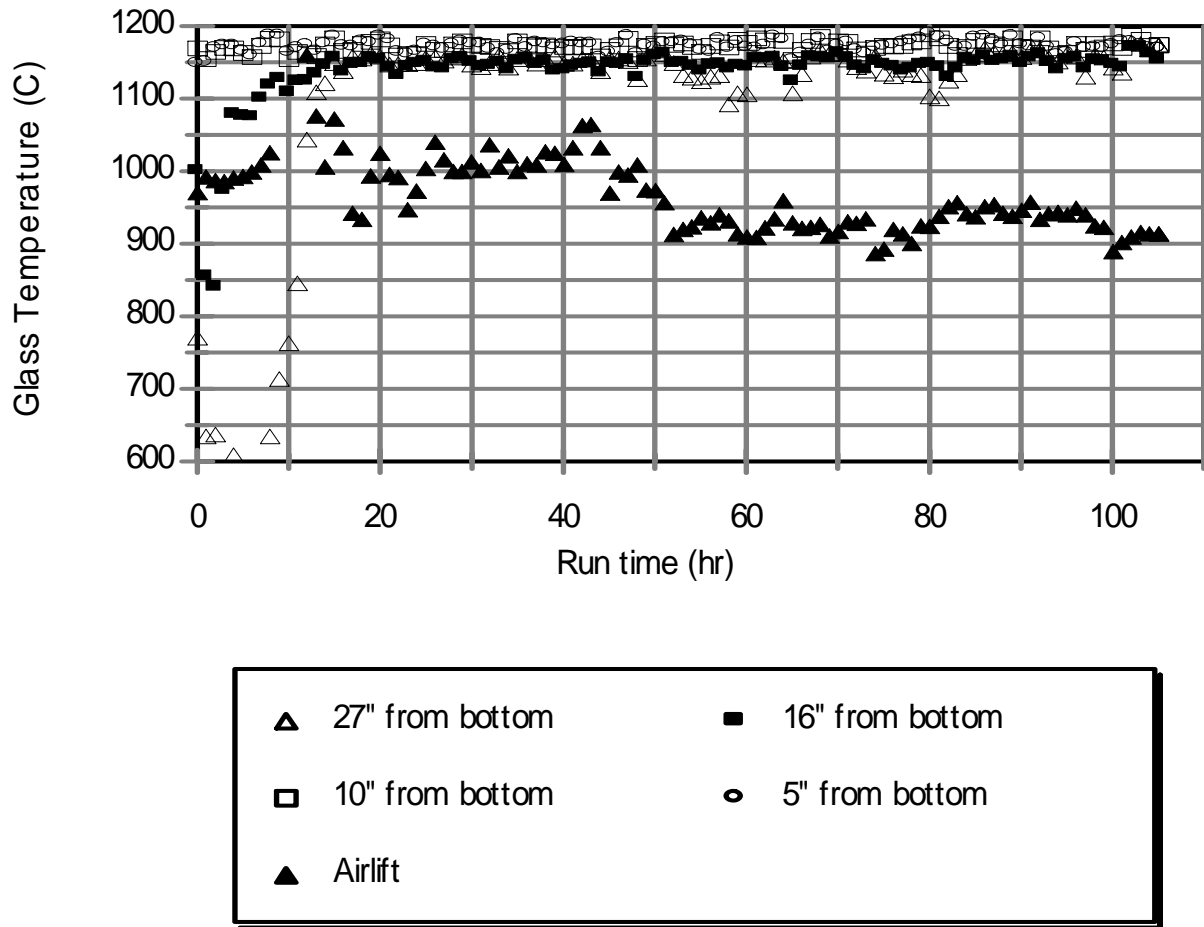 Glass Temperature (C)
1200
1100
1000
900
800
700
600
0 20 40 60 80 100
Run time (hr)
27" from bottom 16" from bottom
10" from bottom 5" from bottom
Airlift